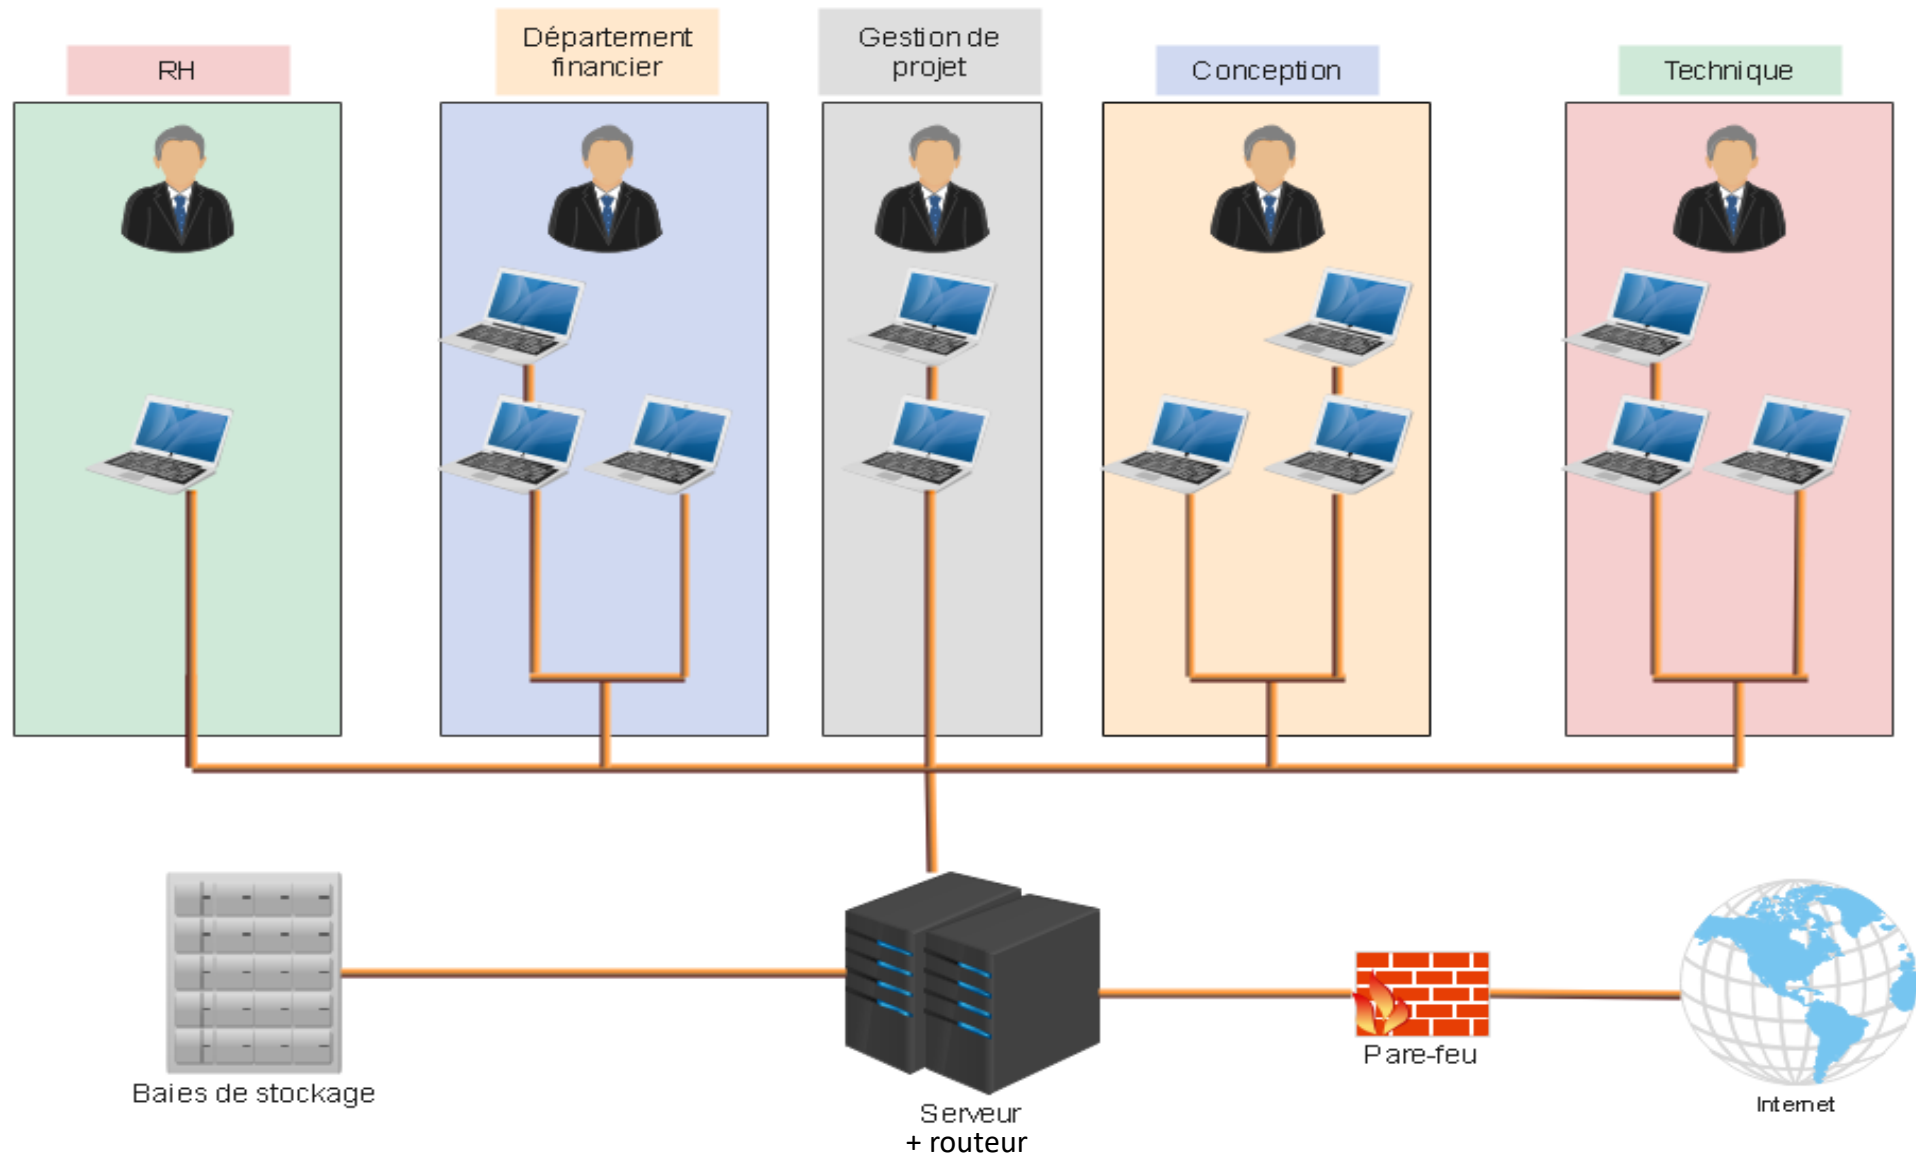 RH
Département
financier
Gestion de
projet
Conception
Technique
Baies de stockage
Serveur
+ routeur
Pare-feu
Internet